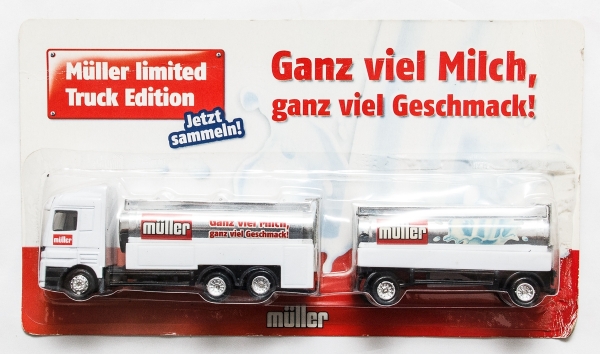 Müller limited
Truck Edition
Jetzt
sammeln!
Ganz viel Milch,
ganz viel Geschmack!
müller
müller
Ganz viel Milch,
ganz viel Geschmack!
müller
müller